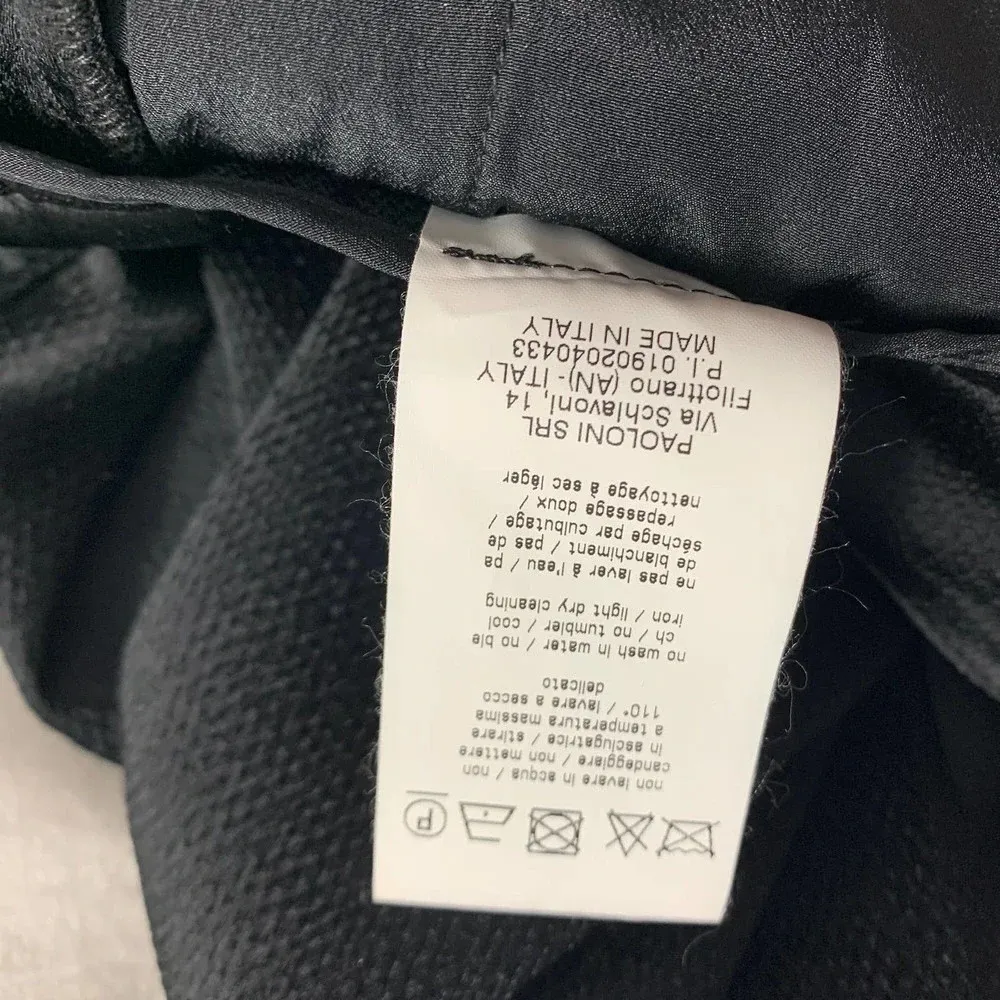 P
non lavare in acqua / non
candeggiare / non mettere
in asciugatrice / stirare
a temperatura massima
110° / lavare a secco
delicato
no wash in water / no ble
ch / no tumbler / cool
iron / light dry cleaning
ne pas laver à l'eau / pa
de blanchiment / pas de
séchage par culbutage /
repassage doux /
nettoyage à sec léger
PAOLONI SRL
Via Schiavoni, 14
Filottrano (AN)- ITALY
P.I. 01902040433
MADE IN ITALY